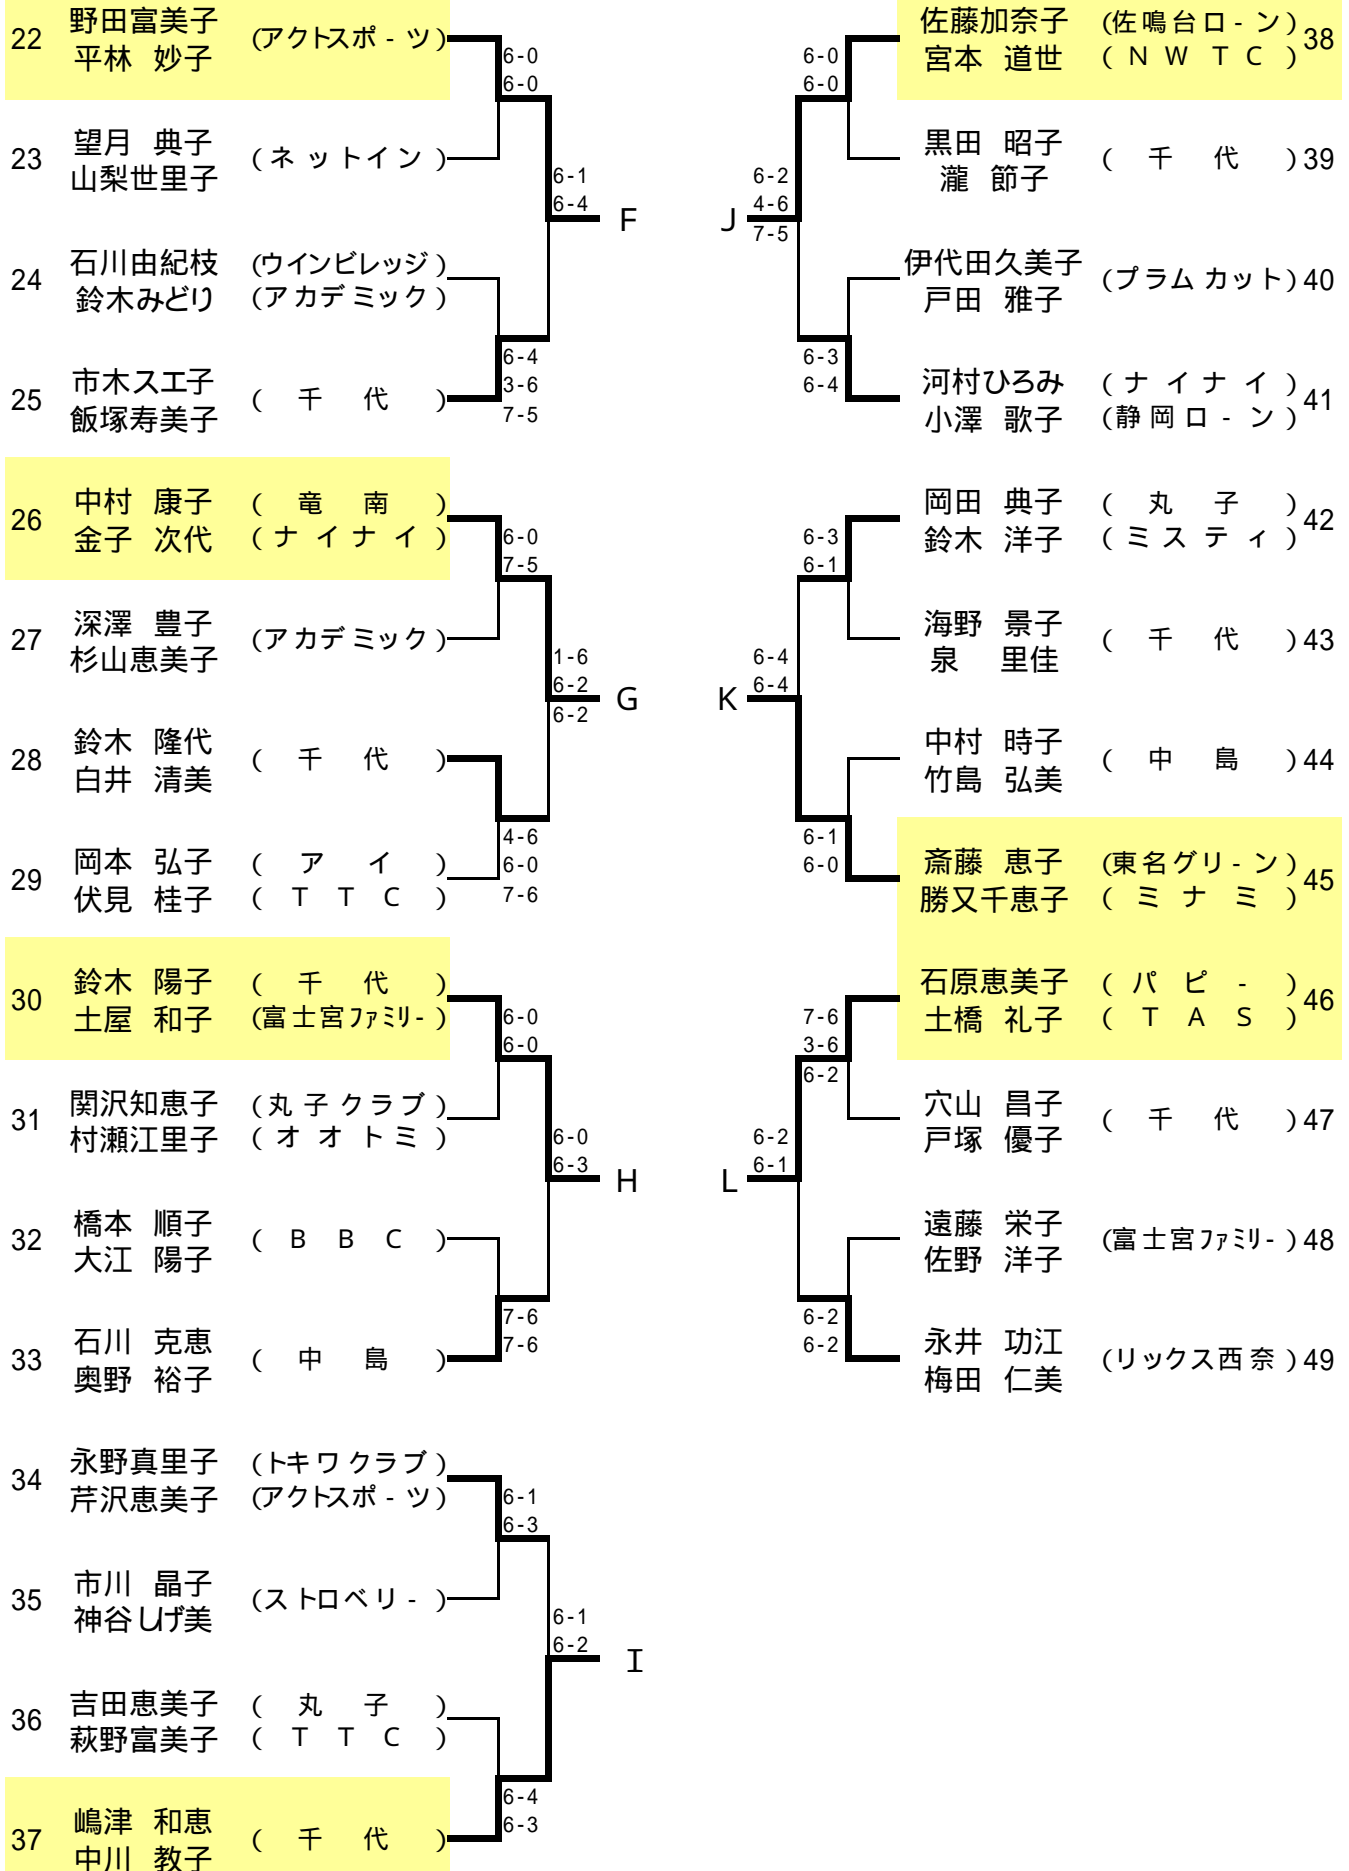 22 野田富美子 (アクトスポ-ツ)
平林 妙子
6-0
6-0
23 望月 典子 (ネットイン)
山梨世里子
6-1
6-4
F
24 石川由紀枝 (ウインビレッジ)
鈴木みどり (アカデミック)
6-4
3-6
7-5
25 市木スエ子 (千代)
飯塚寿美子
26 中村 康子 (竜南)
金子 次代 (ナイナイ)
6-0
7-5
27 深澤 豊子 (アカデミック)
杉山恵美子
1-6
6-2
6-2
G
28 鈴木 隆代 (千代)
白井 清美
4-6
6-0
7-6
29 岡本 弘子 (アイ)
伏見 桂子 (TTC)
30 鈴木 陽子 (千代)
土屋 和子 (富士宮ファミリ-)
6-0
6-0
31 関沢知恵子 (丸子クラブ)
村瀬江里子 (オオトミ)
6-0
6-3
H
32 橋本 順子 (BBC)
大江 陽子
7-6
7-6
33 石川 克恵 (中島)
奥野 裕子
34 永野真里子 (トキワクラブ)
芹沢恵美子 (アクトスポ-ツ)
6-1
6-3
35 市川 晶子 (ストロベリ-)
神谷しげ美
6-1
6-2
I
36 吉田恵美子 (丸子)
萩野富美子 (TTC)
6-4
6-3
37 嶋津 和恵 (千代)
中川 教子
佐藤加奈子 (佐鳴台ロ-ン) 38
宮本 道世 (NWTC)
6-0
6-0
黒田 昭子 (千代) 39
瀧 節子
6-2
4-6
7-5
J
伊代田久美子 (プラムカット) 40
戸田 雅子
6-3
6-4
河村ひろみ (ナイナイ) 41
小澤 歌子 (静岡ロ-ン)
岡田 典子 (丸子) 42
鈴木 洋子 (ミスティ)
6-3
6-1
海野 景子 (千代) 43
泉 里佳
6-4
6-4
K
中村 時子 (中島) 44
竹島 弘美
6-1
6-0
斎藤 恵子 (東名グリ-ン) 45
勝又千恵子 (ミナミ)
石原恵美子 (パピ-) 46
土橋 礼子 (TAS)
7-6
3-6
6-2
穴山 昌子 (千代) 47
戸塚 優子
6-2
6-1
L
遠藤 栄子 (富士宮ファミリ-) 48
佐野 洋子
6-2
6-2
永井 功江 (リックス西奈) 49
梅田 仁美